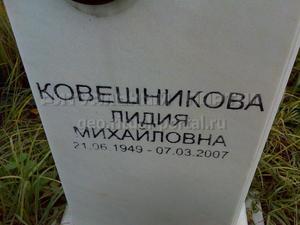 КОВЕШНИКОВА
ЛИДИЯ
МИХАЙЛОВНА
21.06.1949 - 07.03.2007